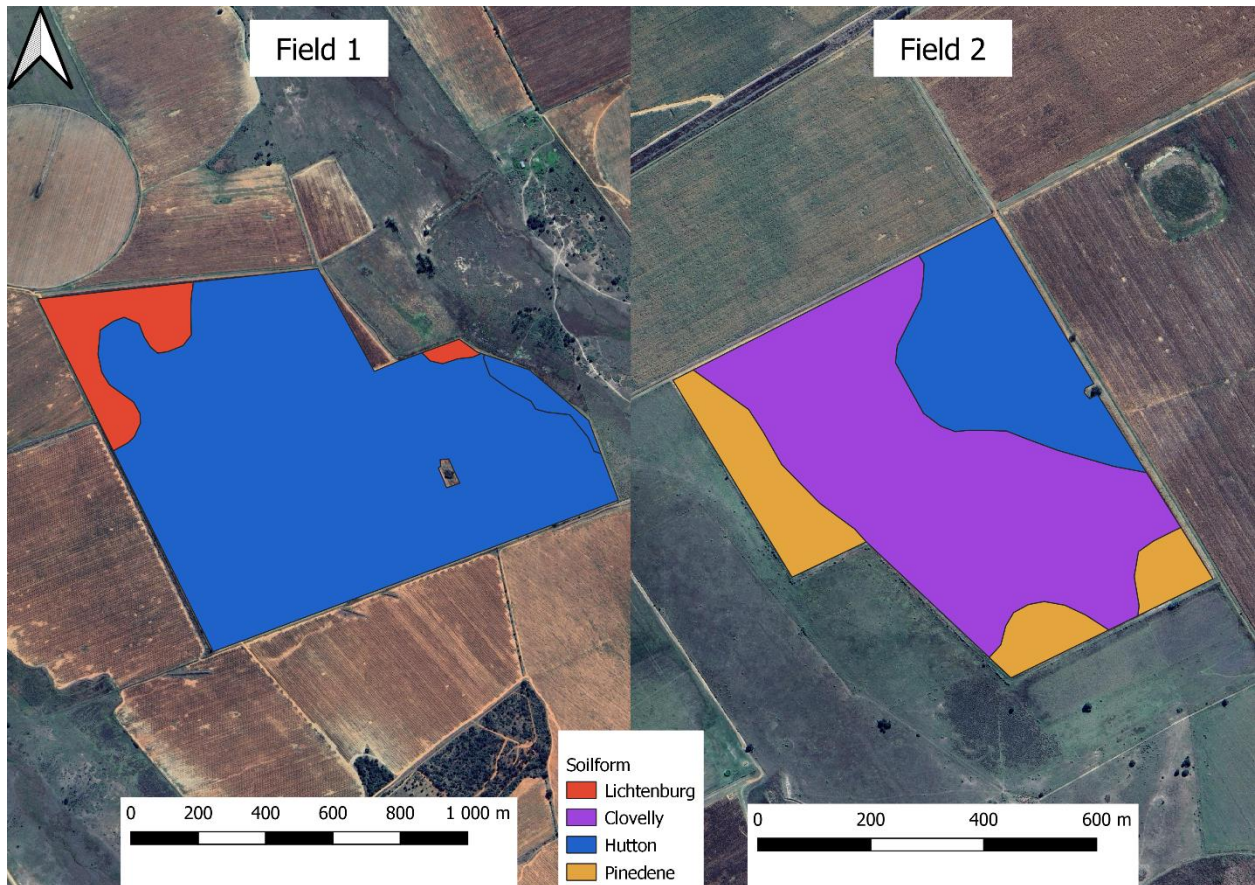 Field 1
Field 2
Soilform
Lichtenburg
Clovelly
Hutton
Pinedene
0 200 400 600 800 1 000 m
0 200 400 600 m